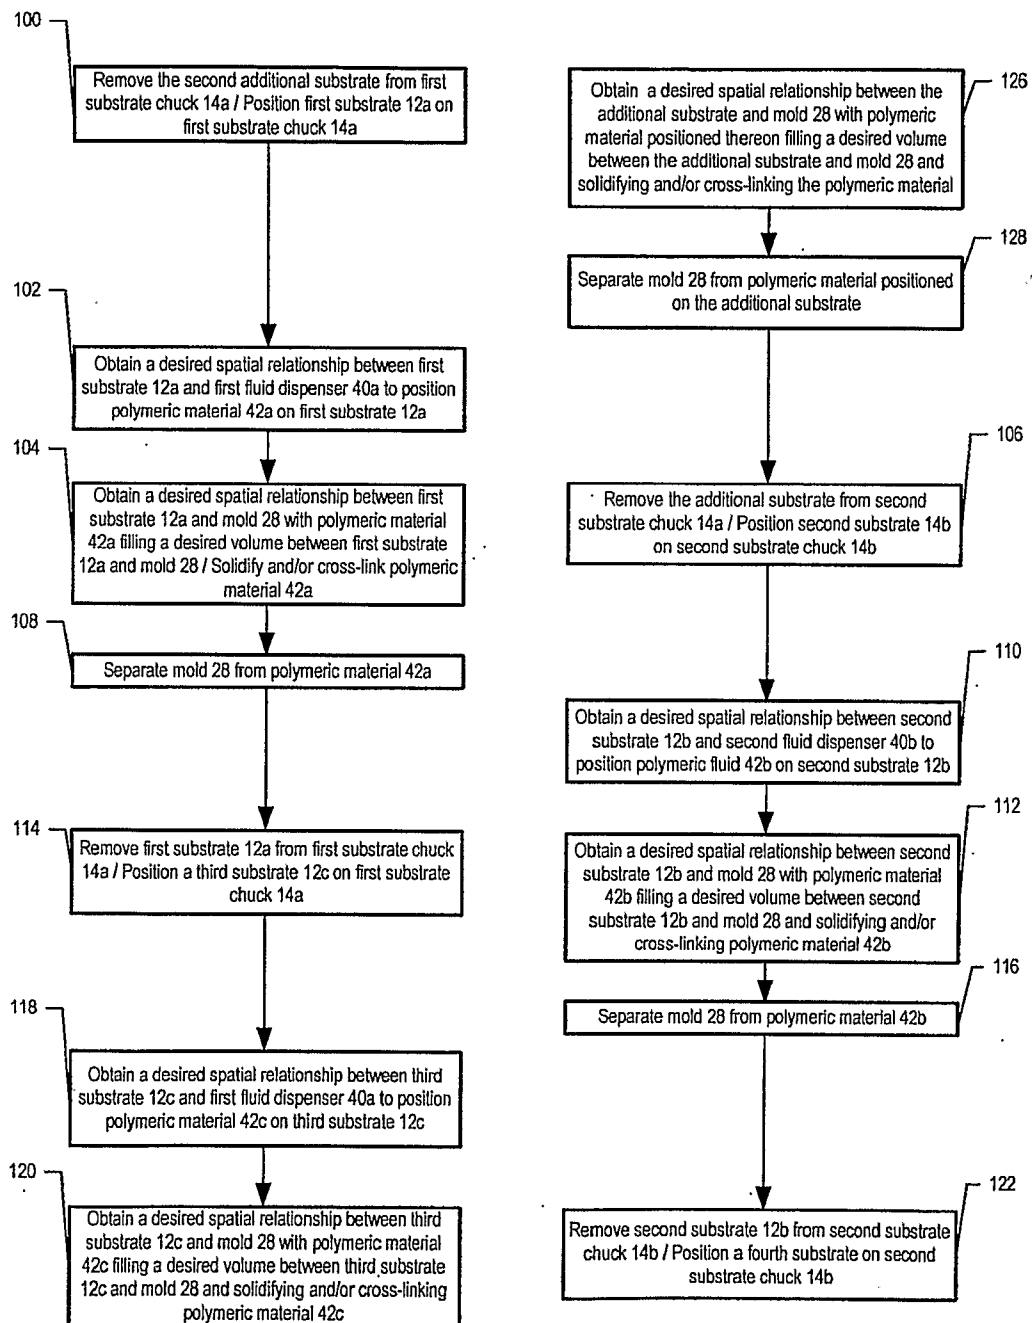 100
Remove the second additional substrate from first
substrate chuck 14a / Position first substrate 12a on
first substrate chuck 14a
102
Obtain a desired spatial relationship between first
substrate 12a and first fluid dispenser 40a to position
polymeric material 42a on first substrate 12a
104
Obtain a desired spatial relationship between first
substrate 12a and mold 28 with polymeric material
42a filling a desired volume between first substrate
12a and mold 28 / Solidify and/or cross-link polymeric
material 42a
108
Separate mold 28 from polymeric material 42a
114
Remove first substrate 12a from first substrate chuck
14a / Position a third substrate 12c on first substrate
chuck 14a
118
Obtain a desired spatial relationship between third
substrate 12c and first fluid dispenser 40a to position
polymeric material 42c on third substrate 12c
120
Obtain a desired spatial relationship between third
substrate 12c and mold 28 with polymeric material
42c filling a desired volume between third substrate
12c and mold 28 and solidifying and/or cross-linking
polymeric material 42c
126
Obtain a desired spatial relationship between the
additional substrate and mold 28 with polymeric
material positioned thereon filling a desired volume
between the additional substrate and mold 28 and
solidifying and/or cross-linking the polymeric material
128
Separate mold 28 from polymeric material positioned
on the additional substrate
106
Remove the additional substrate from second
substrate chuck 14a / Position second substrate 14b
on second substrate chuck 14b
110
Obtain a desired spatial relationship between second
substrate 12b and second fluid dispenser 40b to
position polymeric fluid 42b on second substrate 12b
112
Obtain a desired spatial relationship between second
substrate 12b and mold 28 with polymeric material
42b filling a desired volume between second
substrate 12b and mold 28 and solidifying and/or
cross-linking polymeric material 42b
116
Separate mold 28 from polymeric material 42b
122
Remove second substrate 12b from second substrate
chuck 14b / Position a fourth substrate on second
substrate chuck 14b